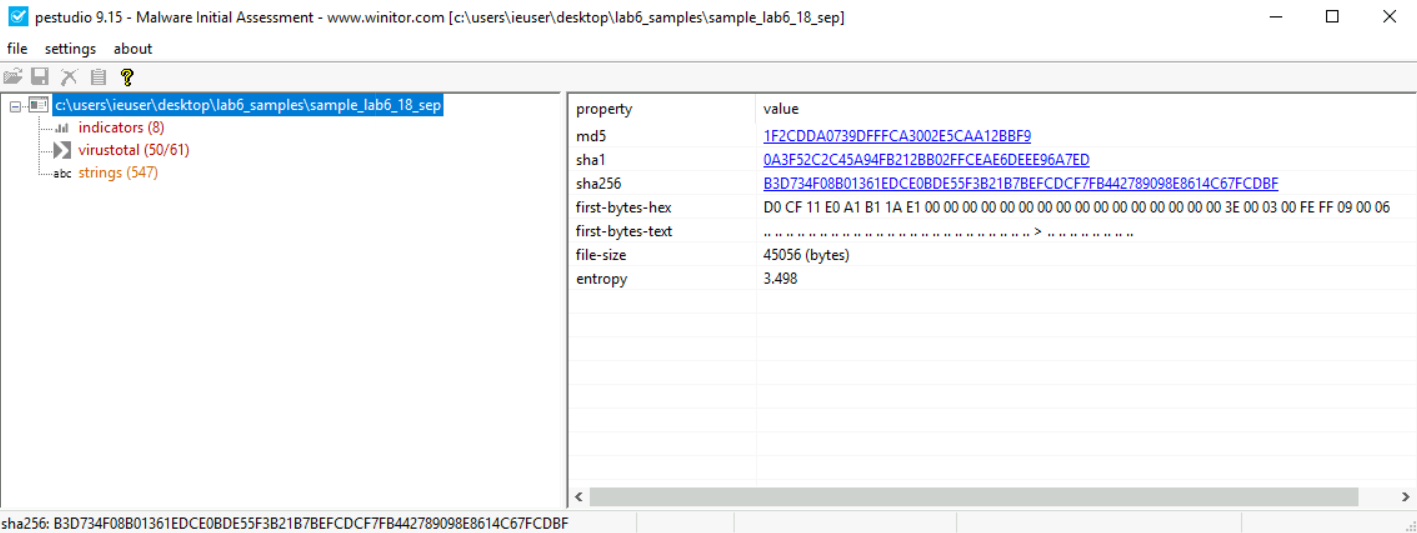 pestudio 9.15 - Malware Initial Assessment - www.winitor.com [c:\users\ieuser\desktop\lab6_samples\sample_lab6_18_sep]
file settings about
c:\users\ieuser\desktop\lab6_samples\sample_lab6_18_sep
indicators (8)
virustotal (50/61)
abc strings (547)
property value
md5 1F2CDDA0739DFFFCA3002E5CAA12BBF9
sha1 0A3F52C2C45A94FB212BB02FFCEAE6DEEE96A7ED
sha256 B3D734F08B01361EDCE0BDE55F3B21B7BEFCDCF7FB442789098E8614C67FCDBF
first-bytes-hex D0 CF 11 E0 A1 B1 1A E1 00 00 00 00 00 00 00 00 00 00 00 00 00 00 00 00 3E 00 03 00 FE FF 09 00 06
first-bytes-text .. .. .. .. .. .. .. .. .. .. .. .. .. .. .. .. .. .. .. .. .. .. .. .. > .. .. .. .. .. .. .. ..
file-size 45056 (bytes)
entropy 3.498
sha256: B3D734F08B01361EDCE0BDE55F3B21B7BEFCDCF7FB442789098E8614C67FCDBF